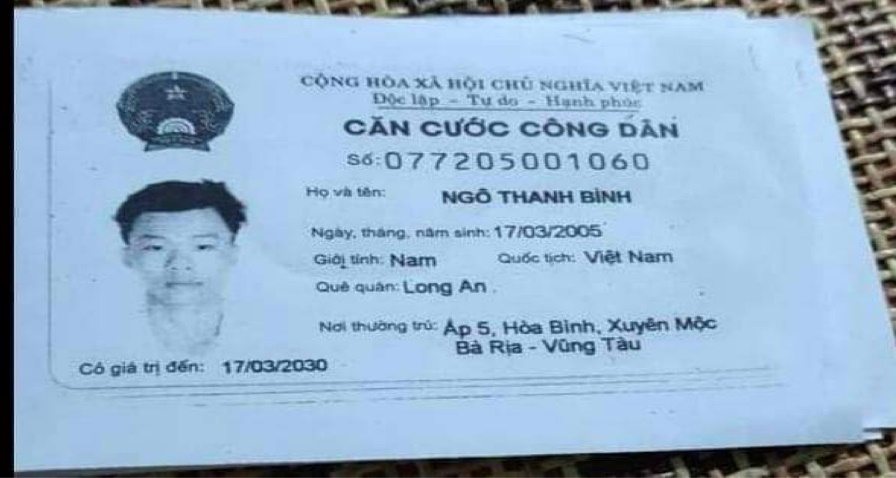 CỘNG HÒA XÃ HỘI CHỦ NGHĨA VIỆT NAM
Độc lập - Tự do - Hạnh phúc
CĂN CƯỚC CÔNG DÂN
Số: 077205001060
Họ và tên: NGÔ THANH BÌNH
Ngày, tháng, năm sinh: 17/03/2005
Giới tính: Nam Quốc tịch: Việt Nam
Quê quán: Long An
Nơi thường trú: Ấp 5, Hòa Bình, Xuyên Mộc
Bà Rịa - Vũng Tàu
Có giá trị đến: 17/03/2030